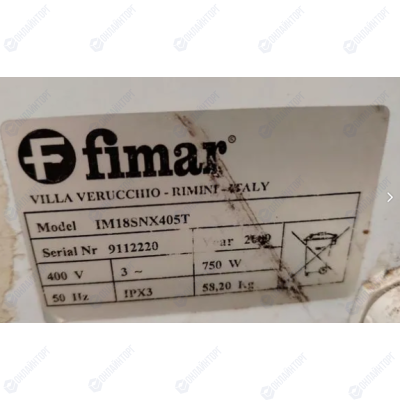 fimar®
VILLA VERUCCHIO - RIMINI - ITALY
Model IM18SNX405T
Serial Nr 9112220 Year
400 V 3 ~ 750 W
50 Hz IPX3 58,20 Kg